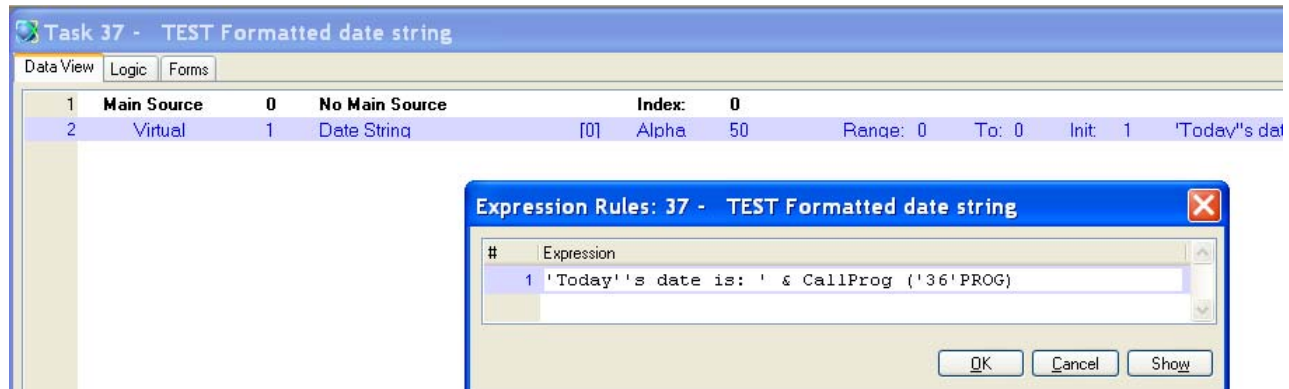 Task 37 - TEST Formatted date string
Data View Logic Forms
1 Main Source 0 No Main Source Index: 0
2 Virtual 1 Date String [0] Alpha 50 Range: 0 To: 0 Init: 1 'Today''s dat
Expression Rules: 37 - TEST Formatted date string
# Expression
1 'Today''s date is: ' & CallProg ('36'PROG)
OK Cancel Show